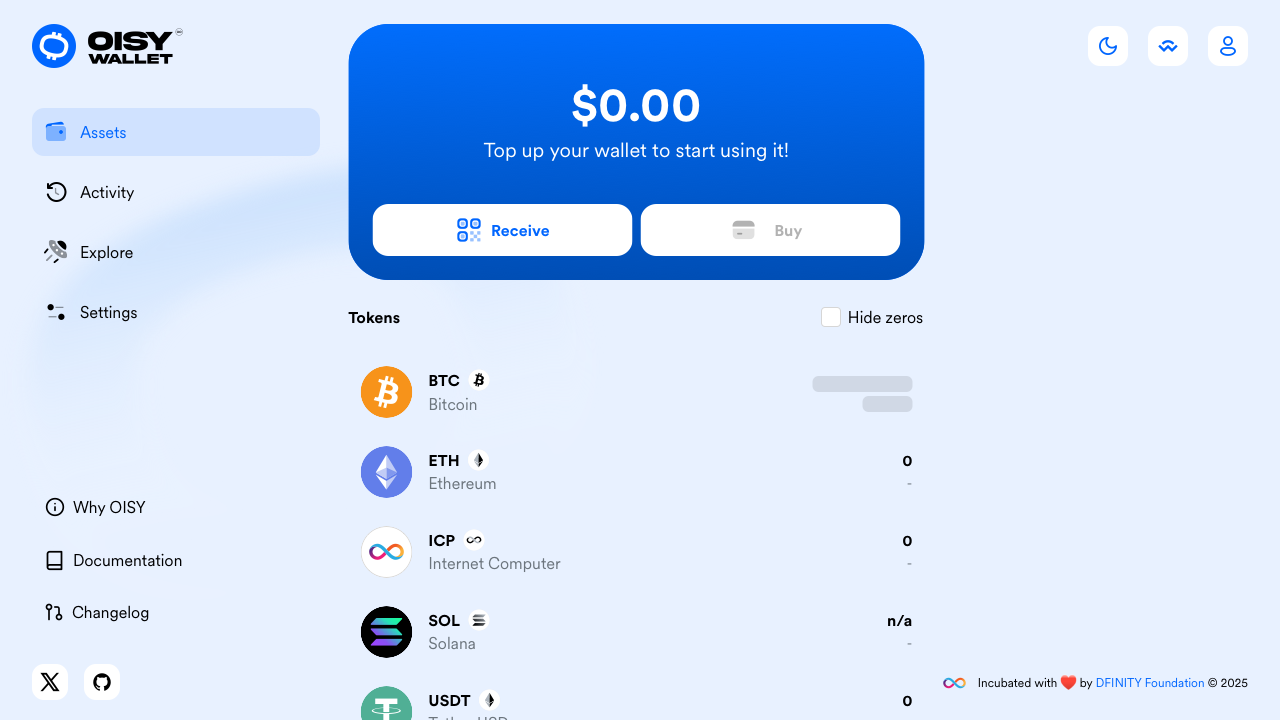 OISY
WALLET
Assets
Activity
Explore
Settings
Why OISY
Documentation
Changelog
$0.00
Top up your wallet to start using it!
Receive
Buy
Tokens
Hide zeros
BTC
Bitcoin
ETH
0
Ethereum
-
ICP
0
Internet Computer
-
SOL
n/a
Solana
-
USDT
0
Tether USD
Incubated with ❤️ by DFINITY Foundation © 2025